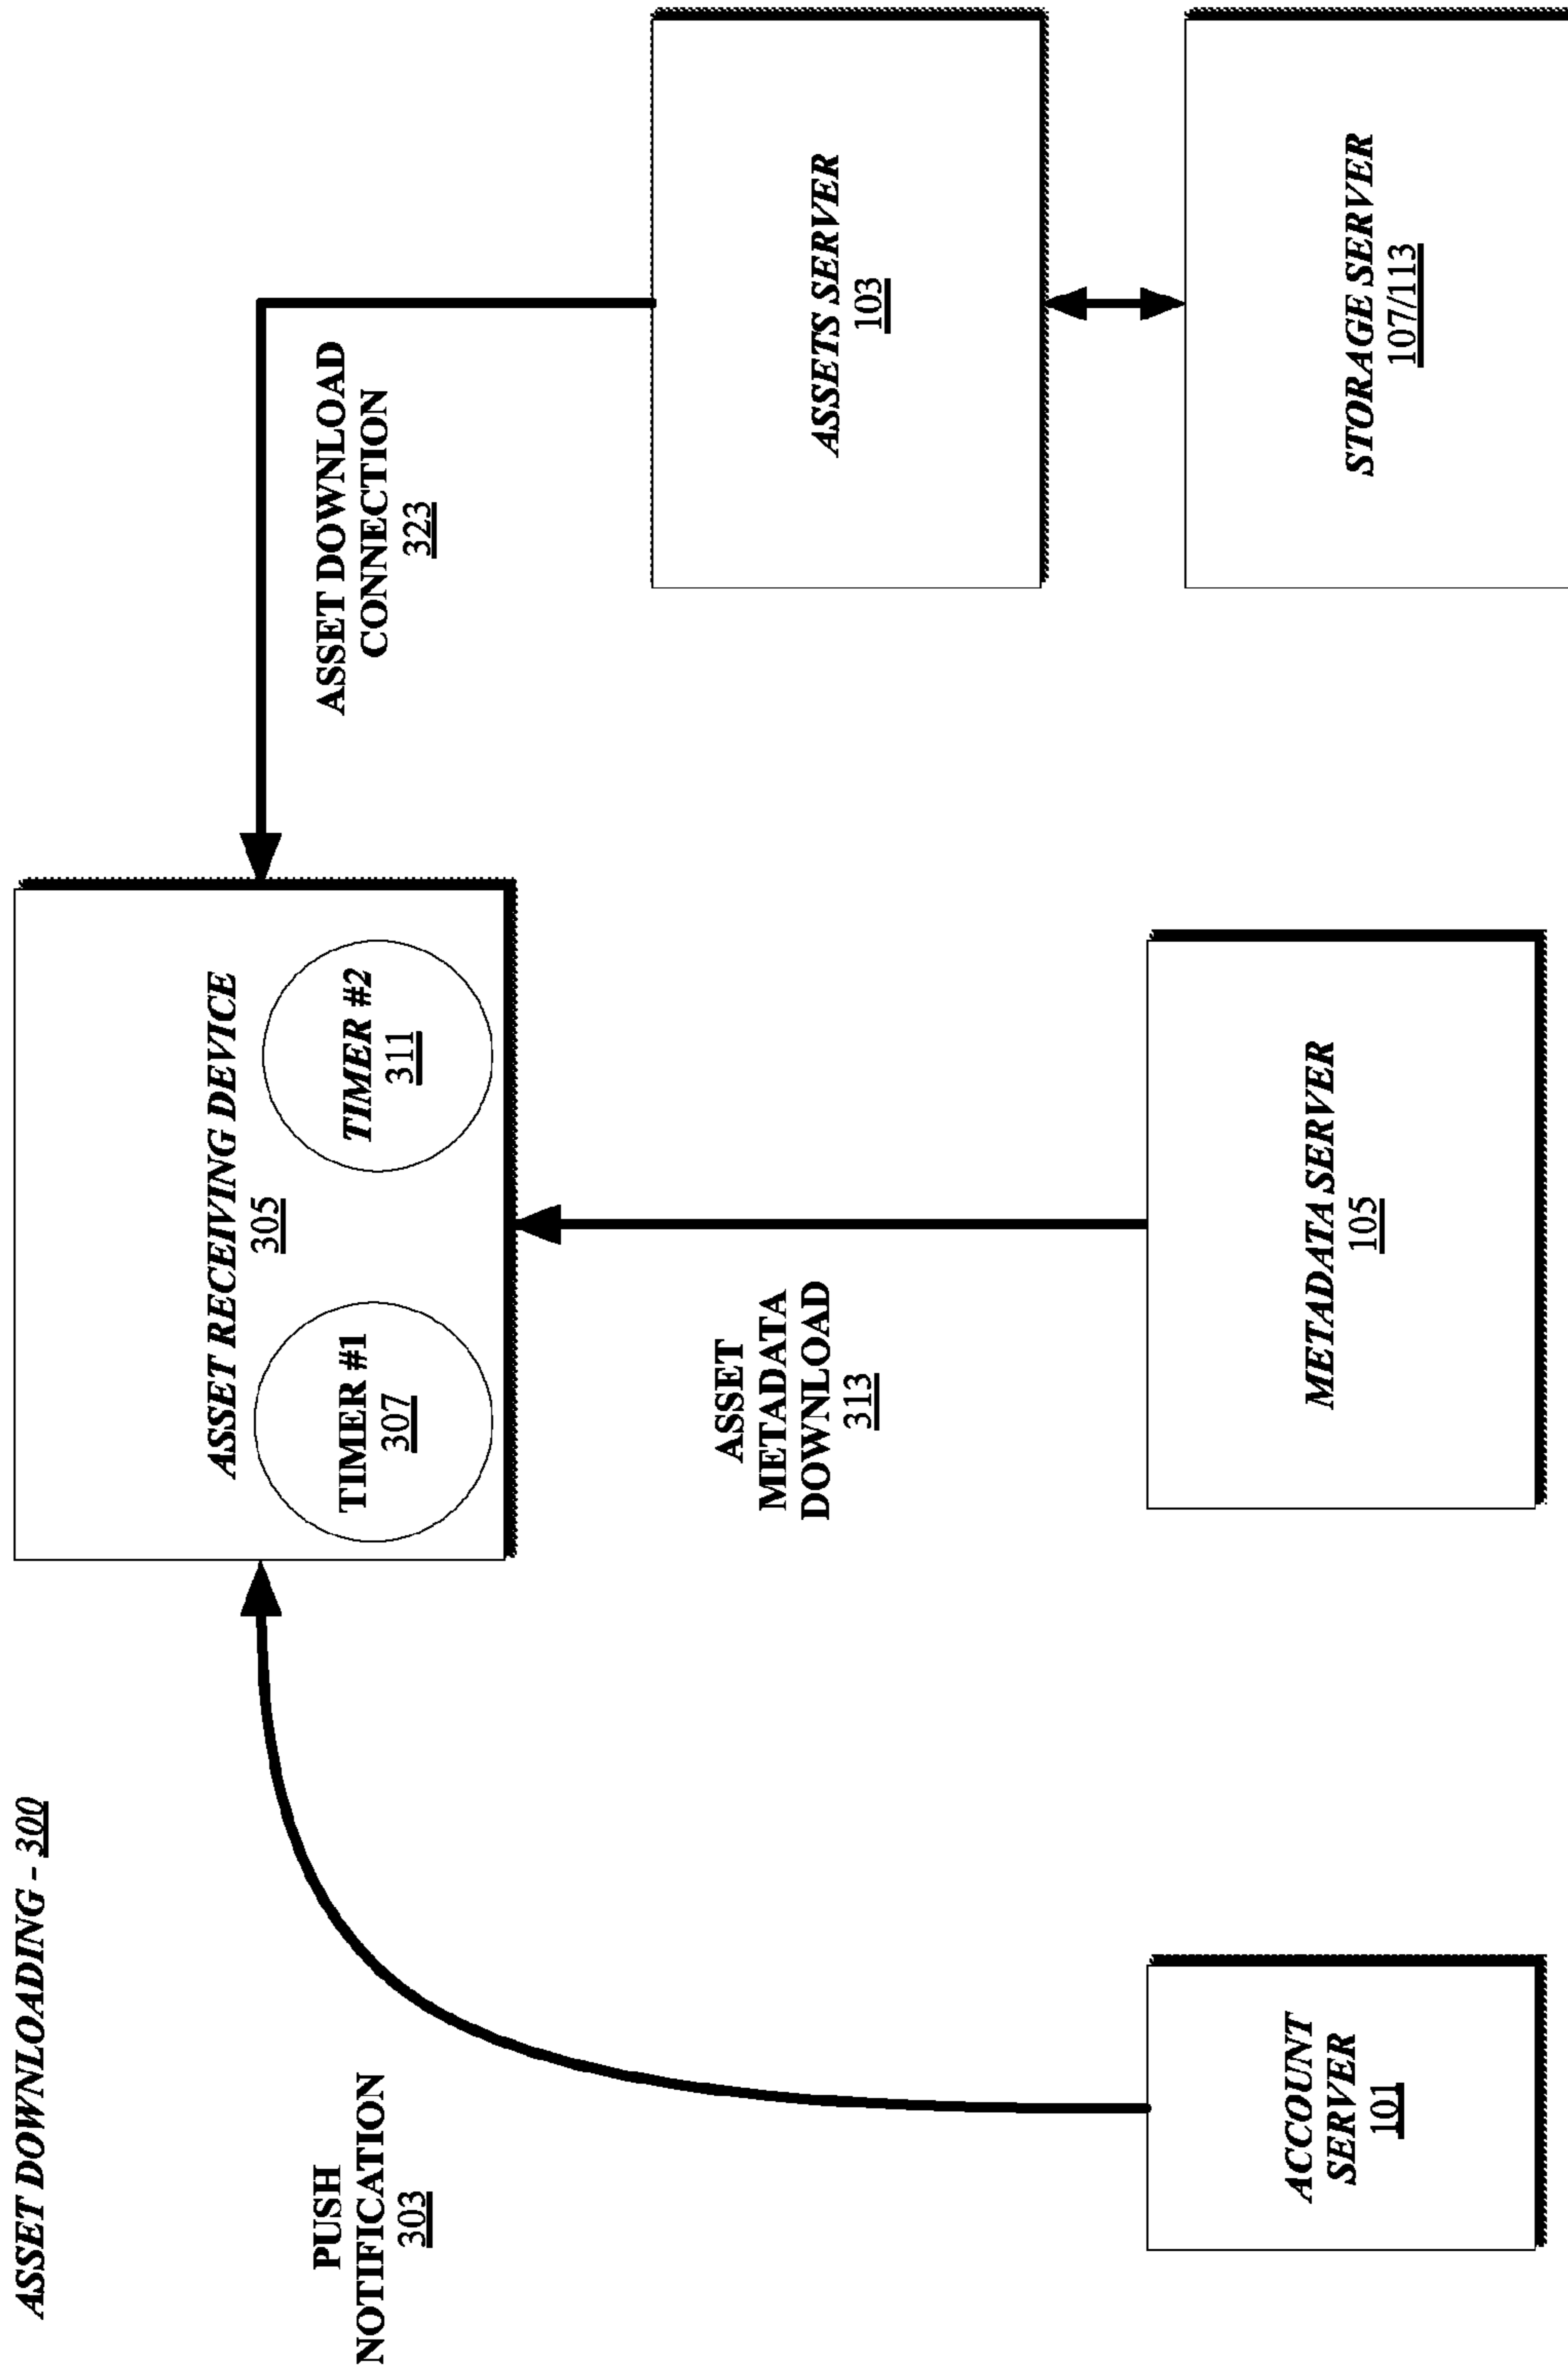 ASSET DOWNLOADING - 300
PUSH
NOTIFICATION
303
ASSET RECEIVING DEVICE
305
TIMER #1
307
TIMER #2
311
ASSET DOWNLOAD
CONNECTION
323
ASSET
METADATA
DOWNLOAD
313
ASSETS SERVER
103
ACCOUNT
SERVER
101
METADATA SERVER
105
STORAGE SERVER
107/113